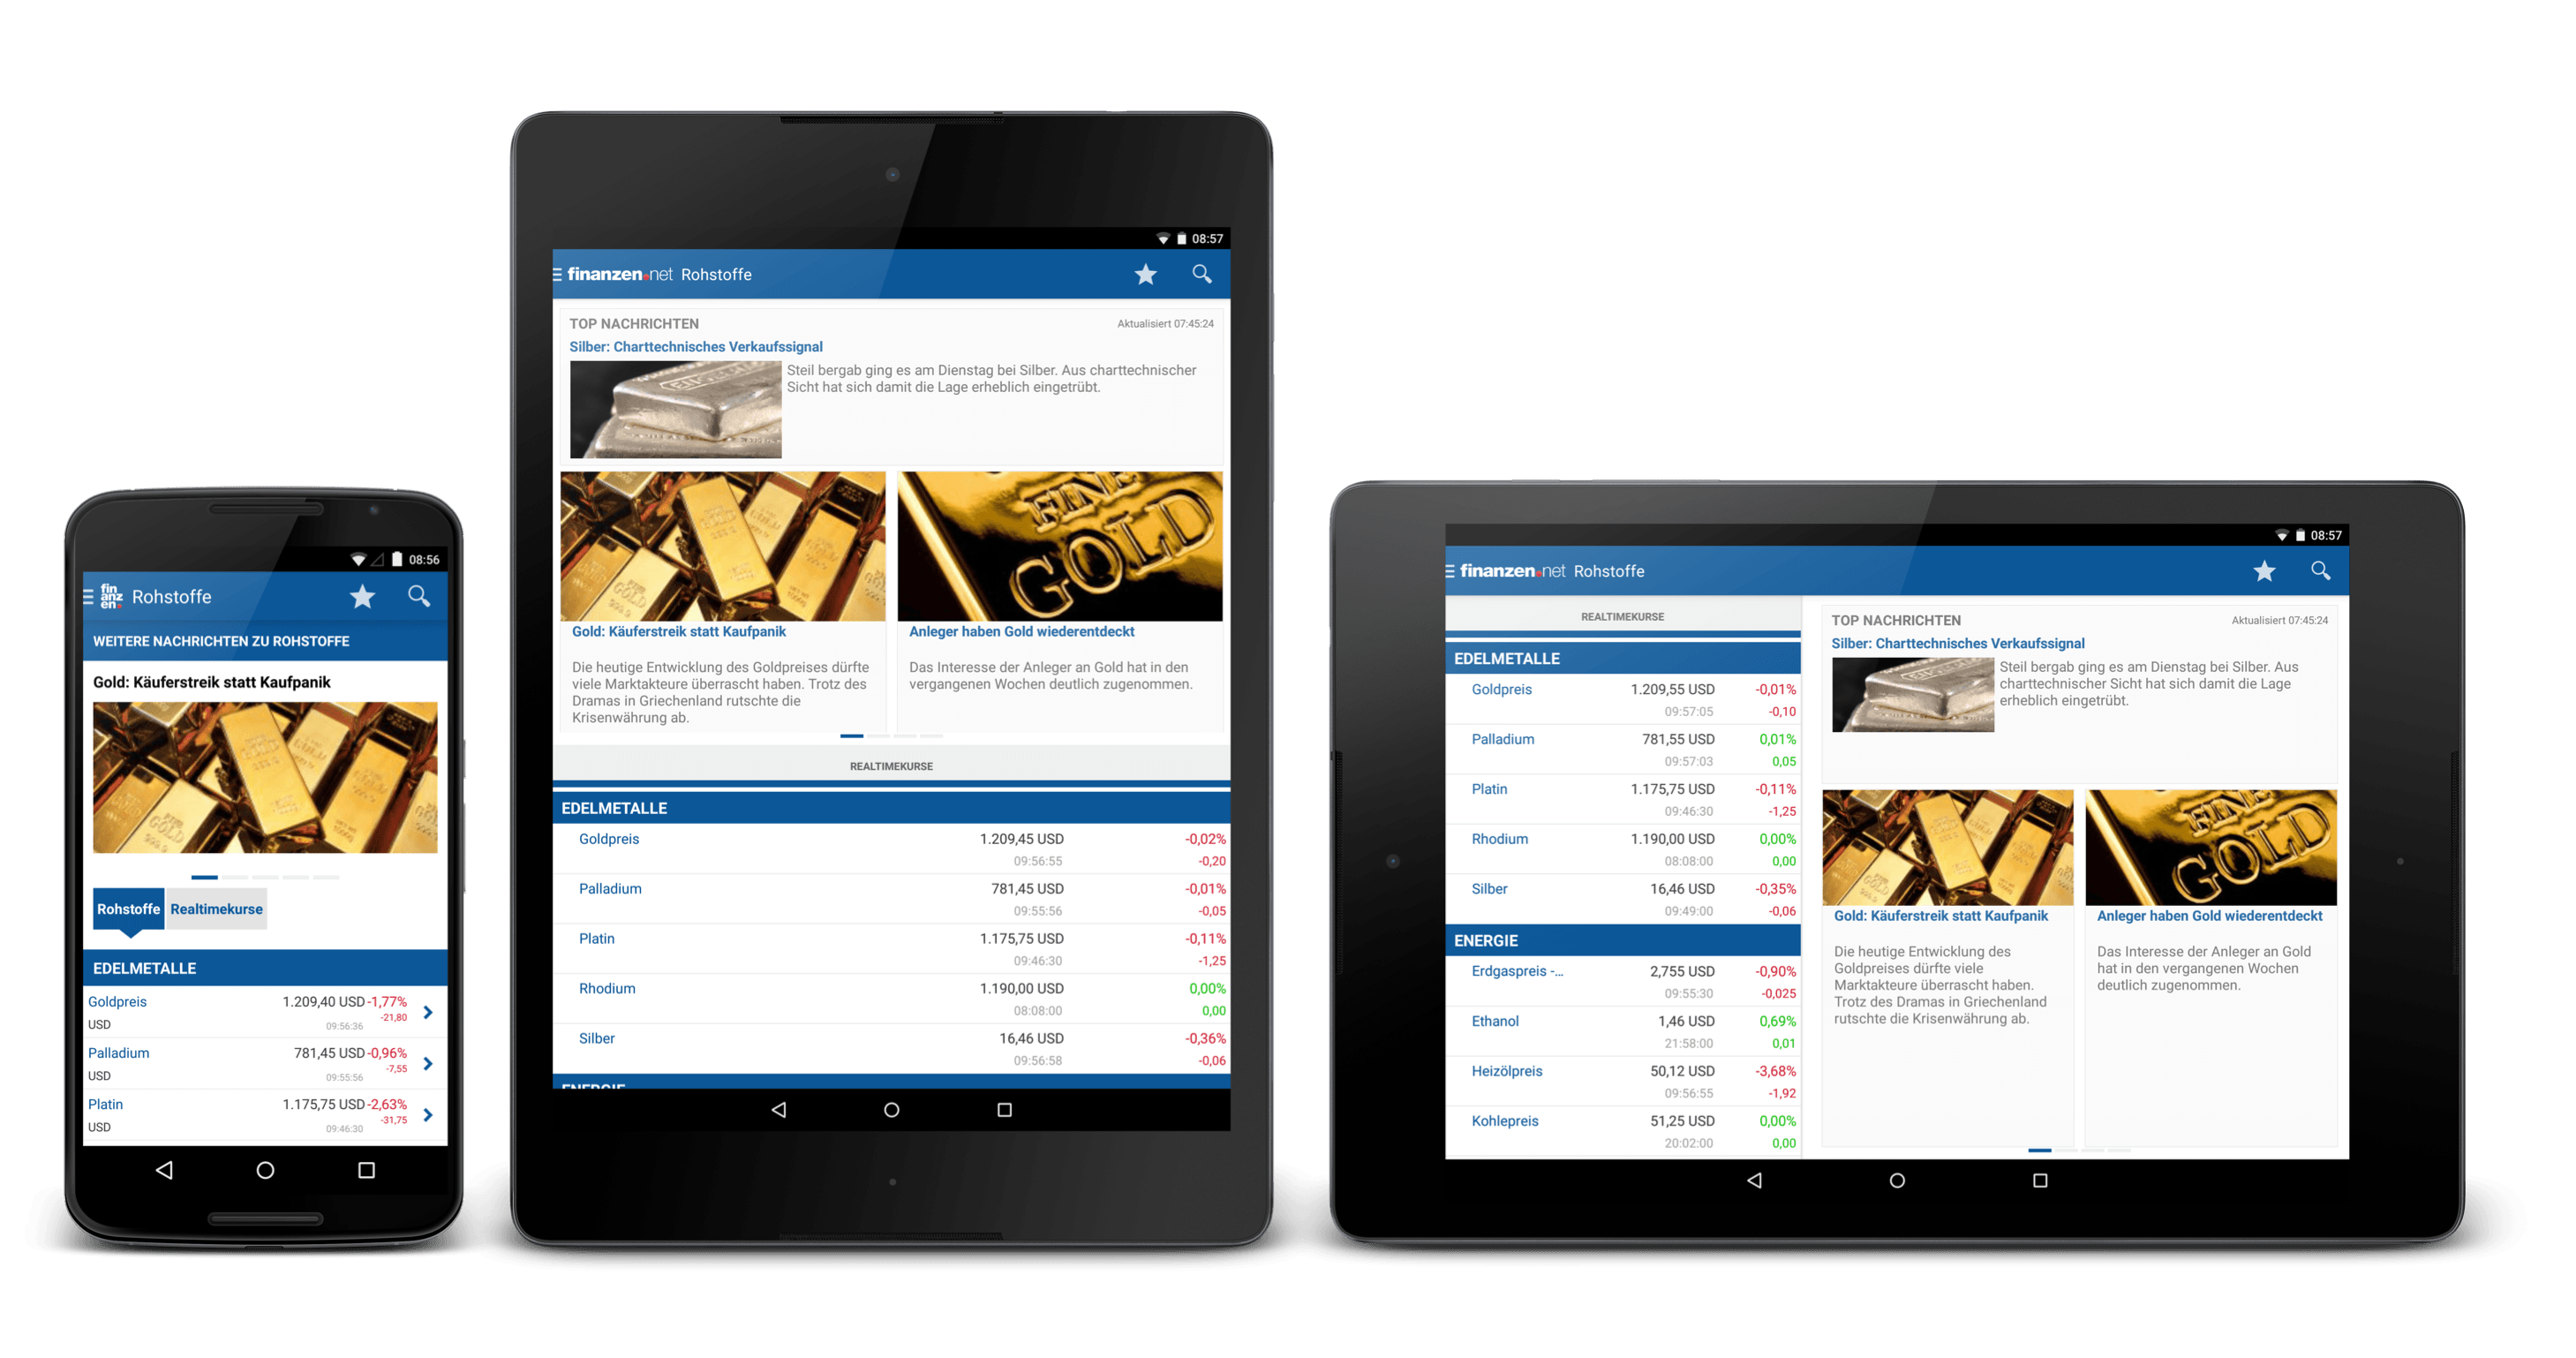 08:56
fin
anz
en.
Rohstoffe
WEITERE NACHRICHTEN ZU ROHSTOFFE
Gold: Käuferstreik statt Kaufpanik
GOLD
Rohstoffe Realtimekurse
EDELMETALLE
Goldpreis 1.209,40 USD -1,77%
USD 09:56:36 -21,80
Palladium 781,45 USD -0,96%
USD 09:55:56 -7,55
Platin 1.175,75 USD -2,63%
USD 09:46:30 -31,75
08:57
finanzen.net Rohstoffe
TOP NACHRICHTEN Aktualisiert 07:45:24
Silber: Charttechnisches Verkaufssignal
Steil bergab ging es am Dienstag bei Silber. Aus charttechnischer
Sicht hat sich damit die Lage erheblich eingetrübt.
GOLD
FINE
GOLD
Gold: Käuferstreik statt Kaufpanik
Die heutige Entwicklung des Goldpreises dürfte
viele Marktakteure überrascht haben. Trotz des
Dramas in Griechenland rutschte die
Krisenwährung ab.
Anleger haben Gold wiederentdeckt
Das Interesse der Anleger an Gold hat in den
vergangenen Wochen deutlich zugenommen.
REALTIMEKURSE
EDELMETALLE
Goldpreis 1.209,45 USD -0,02%
09:56:55 -0,20
Palladium 781,45 USD -0,01%
09:55:56 -0,05
Platin 1.175,75 USD -0,11%
09:46:30 -1,25
Rhodium 1.190,00 USD 0,00%
08:08:00 0,00
Silber 16,46 USD -0,36%
09:56:58 -0,06
ENERGIE
08:57
finanzen.net Rohstoffe
REALTIMEKURSE
EDELMETALLE
Goldpreis 1.209,55 USD -0,01%
09:57:05 -0,10
Palladium 781,55 USD 0,01%
09:57:03 0,05
Platin 1.175,75 USD -0,11%
09:46:30 -1,25
Rhodium 1.190,00 USD 0,00%
08:08:00 0,00
Silber 16,46 USD -0,35%
09:49:00 -0,06
ENERGIE
Erdgaspreis -... 2,755 USD -0,90%
09:55:30 -0,025
Ethanol 1,46 USD 0,69%
21:58:00 0,01
Heizölpreis 50,12 USD -3,68%
09:56:55 -1,92
Kohlepreis 51,25 USD 0,00%
20:02:00 0,00
TOP NACHRICHTEN Aktualisiert 07:45:24
Silber: Charttechnisches Verkaufssignal
Steil bergab ging es am Dienstag bei Silber. Aus
charttechnischer Sicht hat sich damit die Lage
erheblich eingetrübt.
GOLD
FINE
GOLD
Gold: Käuferstreik statt Kaufpanik
Die heutige Entwicklung des
Goldpreises dürfte viele
Marktakteure überrascht haben.
Trotz des Dramas in Griechenland
rutschte die Krisenwährung ab.
Anleger haben Gold wiederentdeckt
Das Interesse der Anleger an Gold
hat in den vergangenen Wochen
deutlich zugenommen.